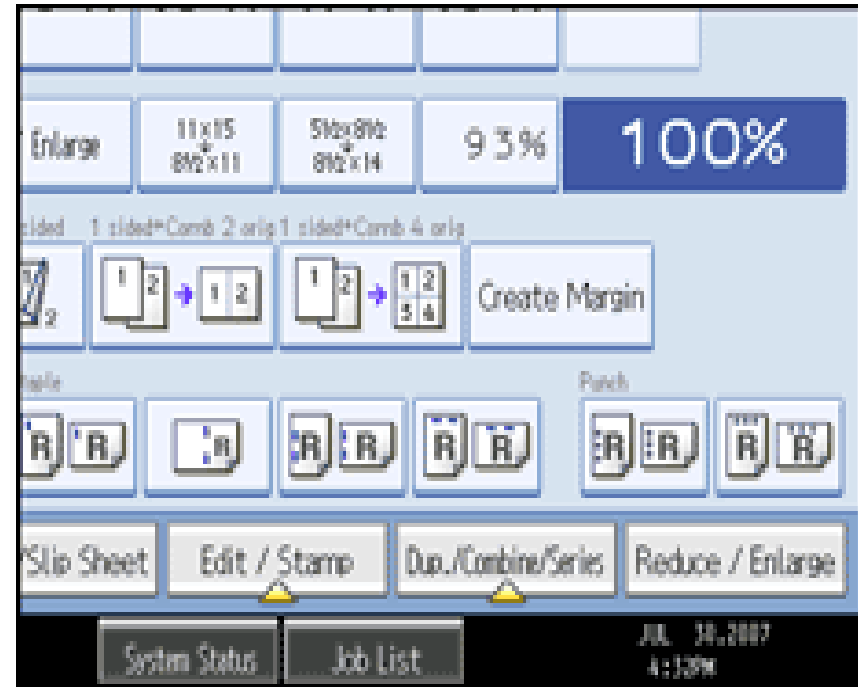 Enlarge
11x15
8½x11
5½x8½
8½x14
93%
100%
sided
1 sided*Comb 2 orig
1 sided*Comb 4 orig
2
1 2 1 2
1 2 1 2
3 4
Create Margin
Punch
R R
R
R R
R R
R R
R R
Slip Sheet
Edit / Stamp
Dup./Combine/Series
Reduce / Enlarge
System Status
Job List
JUL 30.2007
4:32PM